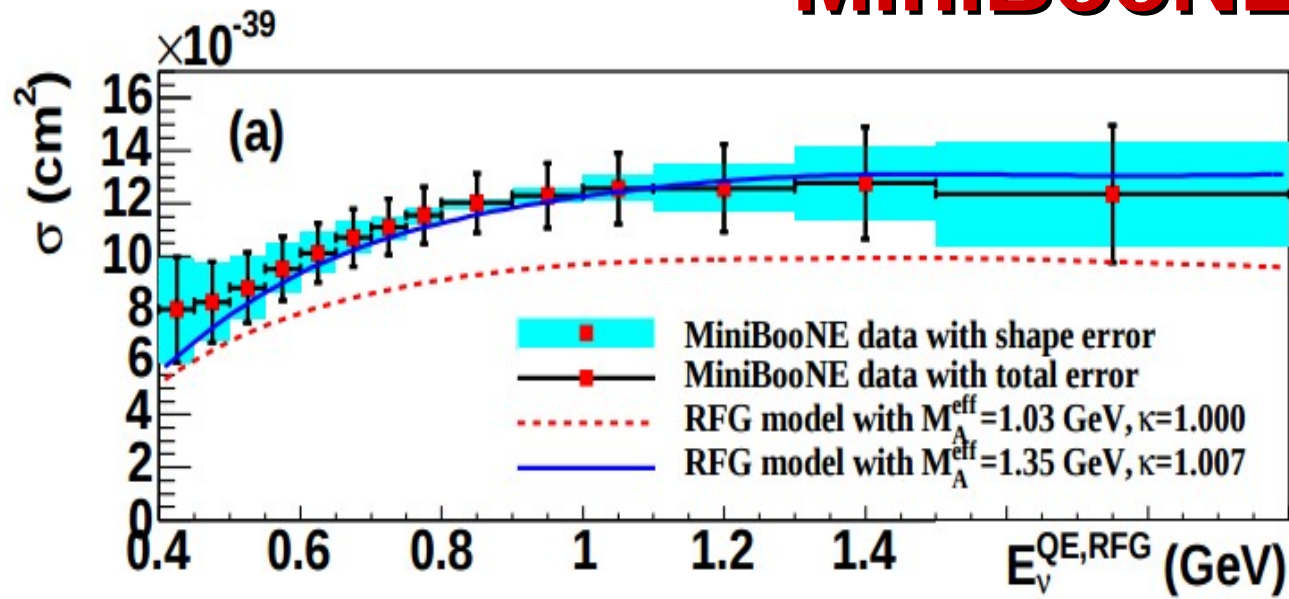 MiniBooNE
×10⁻³⁹
σ (cm²)
16
14
12
10
8
6
4
2
0
(a)
MiniBooNE data with shape error
MiniBooNE data with total error
RFG model with M_A^eff=1.03 GeV, κ=1.000
RFG model with M_A^eff=1.35 GeV, κ=1.007
0.4 0.6 0.8 1 1.2 1.4 E_ν^QE,RFG (GeV)